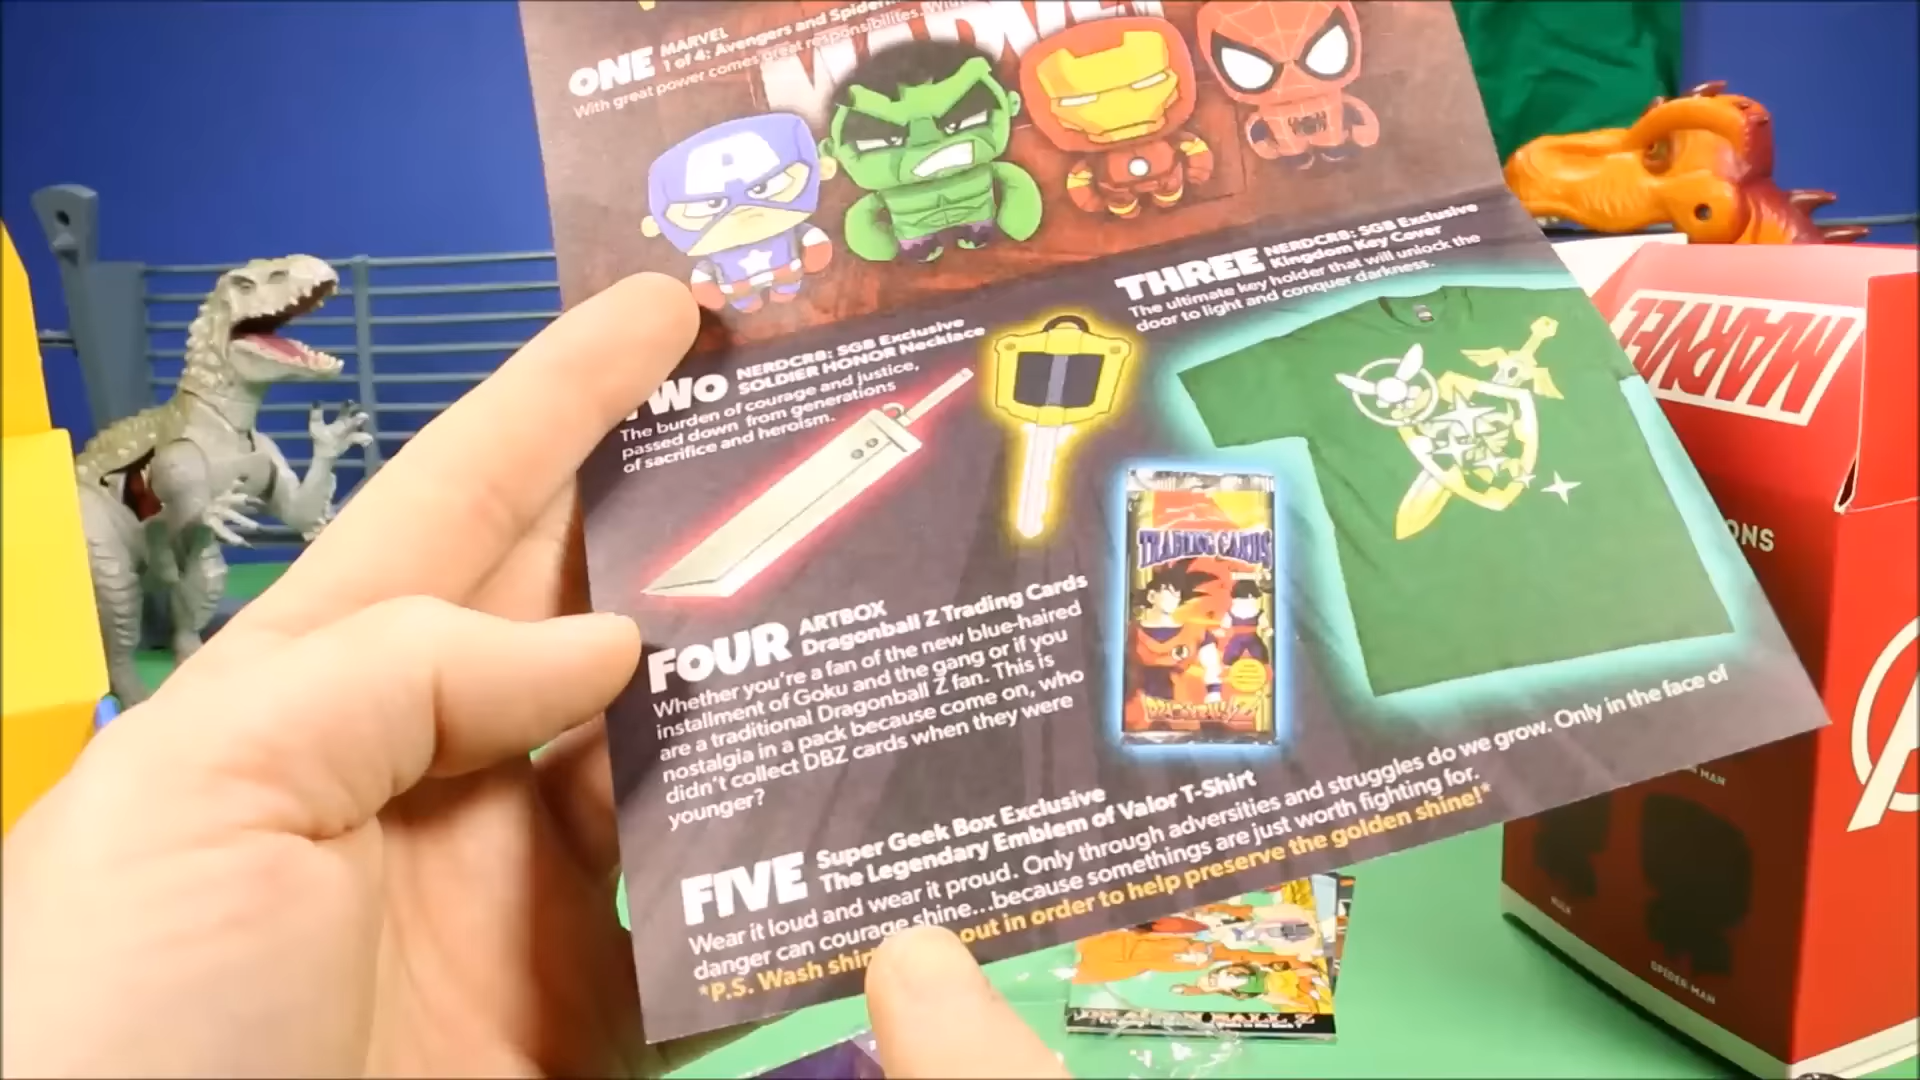 ONE MARVEL
1 of 4: Avengers and
With great power comes great responsibilites.
MARVEL
A
TWO NERDCR8: SGB Exclusive
SOLDIER HONOR Necklace
The burden of courage and justice,
passed down from generations
of sacrifice and heroism.
THREE NERDCR8: SGB Exclusive
Kingdom Key Cover
The ultimate key holder that will unlock the
door to light and conquer darkness.
TRADING CARDS
FOUR ARTBOX
Dragonball Z Trading Cards
Whether you're a fan of the new blue-haired
installment of Goku and the gang or if you
are a traditional Dragonball Z fan. This is
nostalgia in a pack because come on, who
didn't collect DBZ cards when they were
younger?
FIVE Super Geek Box Exclusive
The Legendary Emblem of Valor T-Shirt
Wear it loud and wear it proud. Only through adversities and struggles do we grow. Only in the face of
danger can courage shine...because somethings are just worth fighting for.
*P.S. Wash shirt out in order to help preserve the golden shine!*
MARVEL
HULK
SPIDER MAN